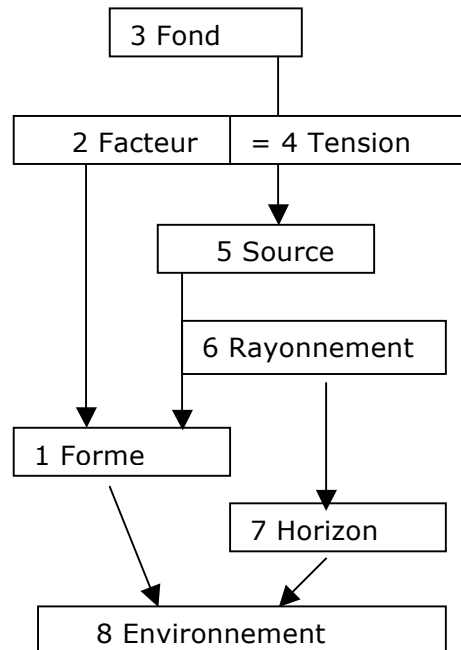 3 Fond
2 Facteur = 4 Tension
5 Source
6 Rayonnement
1 Forme
7 Horizon
8 Environnement